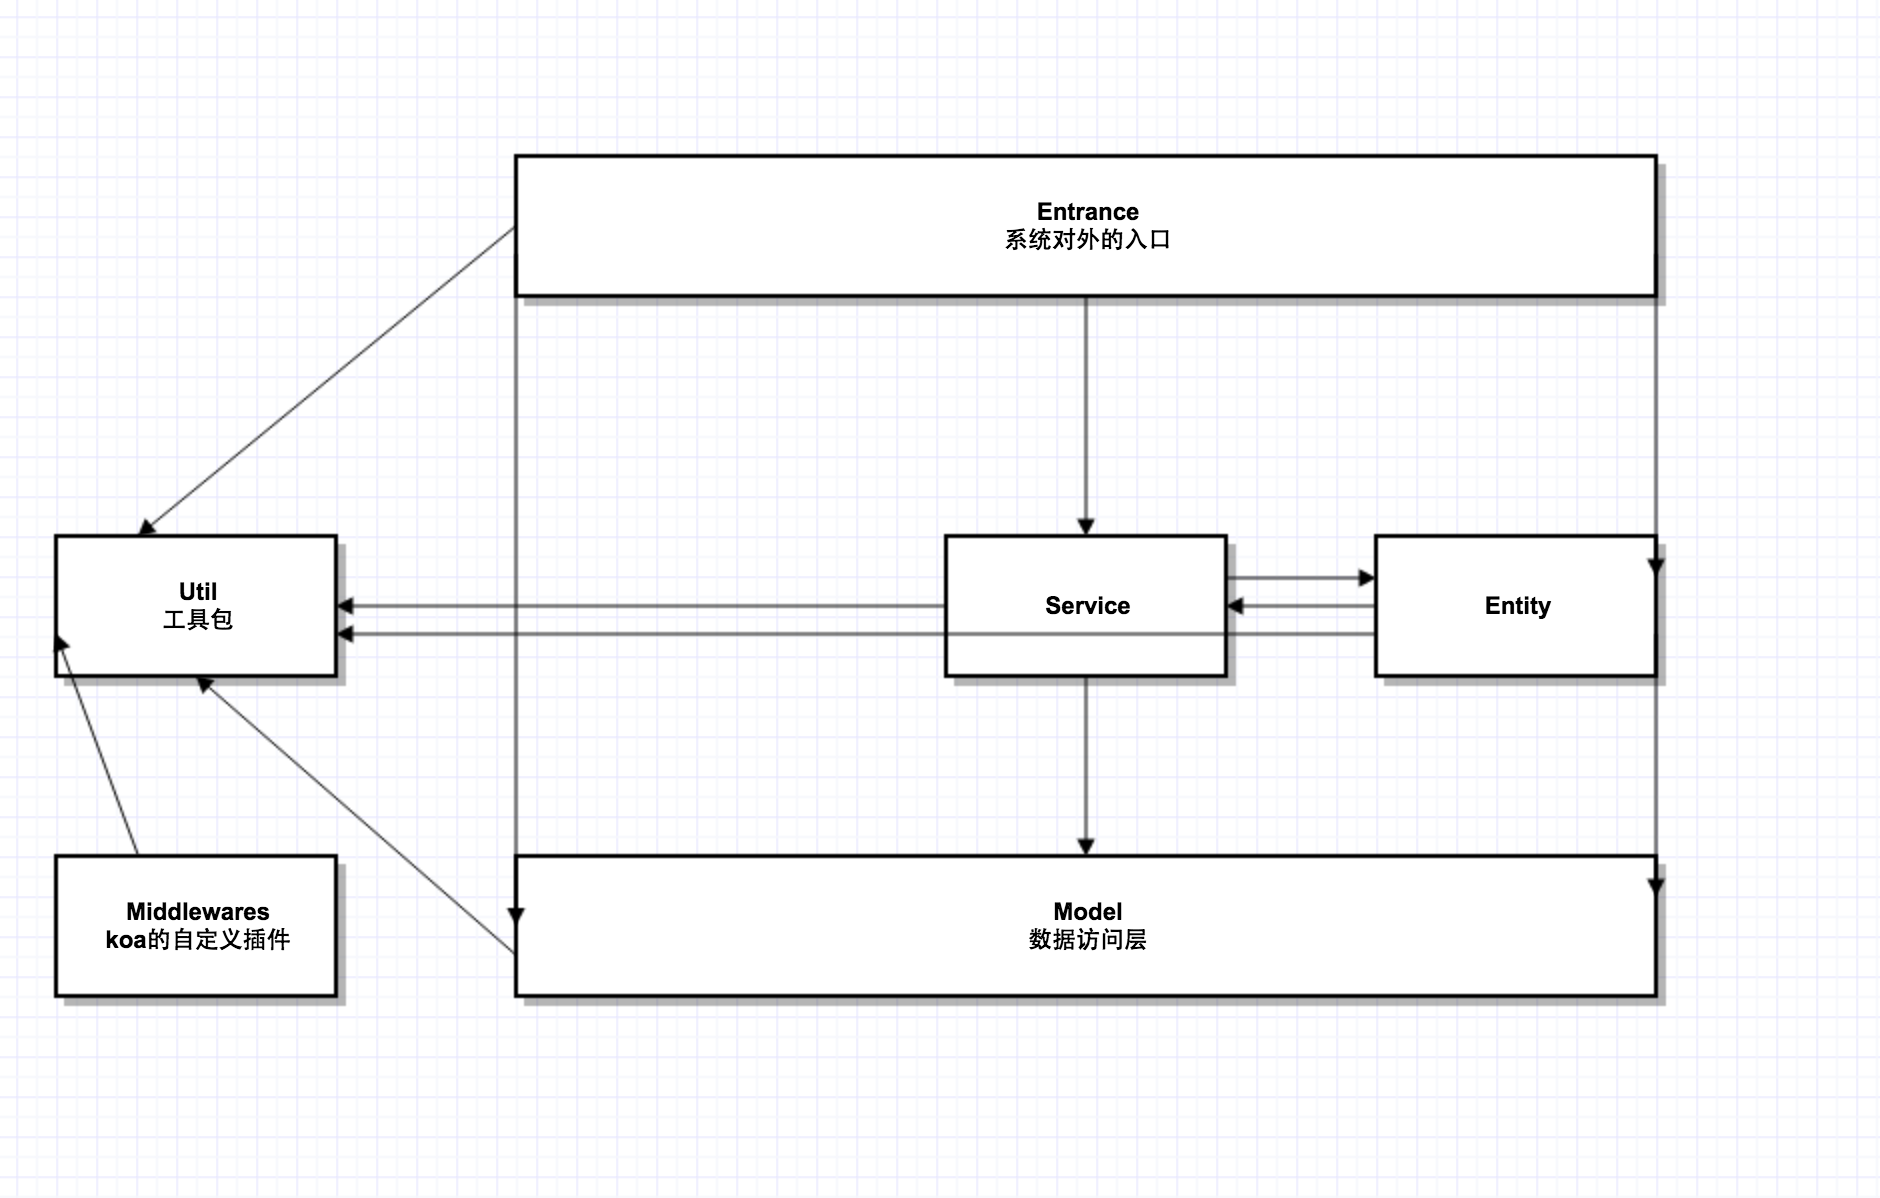 Entrance
系统对外的入口
Util
工具包
Service
Entity
Middlewares
koa的自定义插件
Model
数据访问层